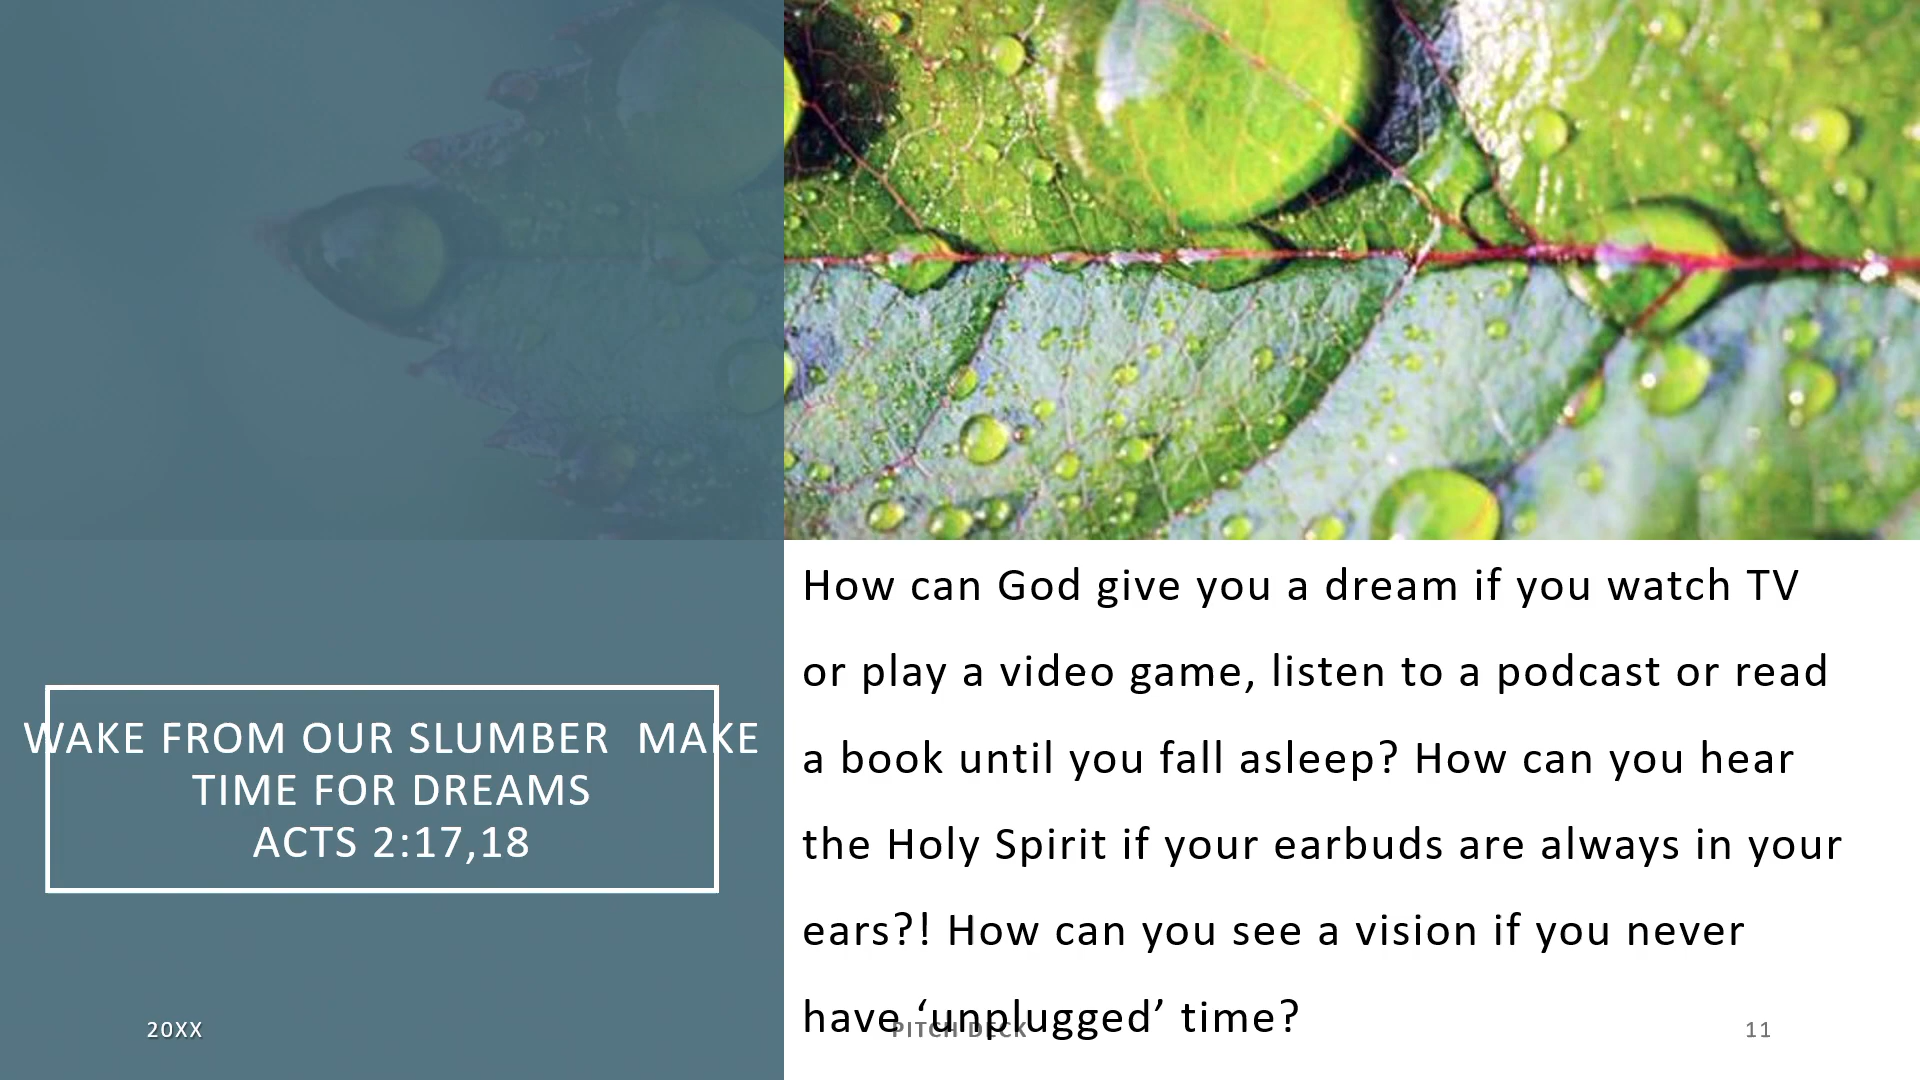 WAKE FROM OUR SLUMBER  MAKE
TIME FOR DREAMS
ACTS 2:17,18
How can God give you a dream if you watch TV
or play a video game, listen to a podcast or read
a book until you fall asleep? How can you hear
the Holy Spirit if your earbuds are always in your
ears?! How can you see a vision if you never
have ‘unplugged’ time?
20XX
PITCH DECK
11